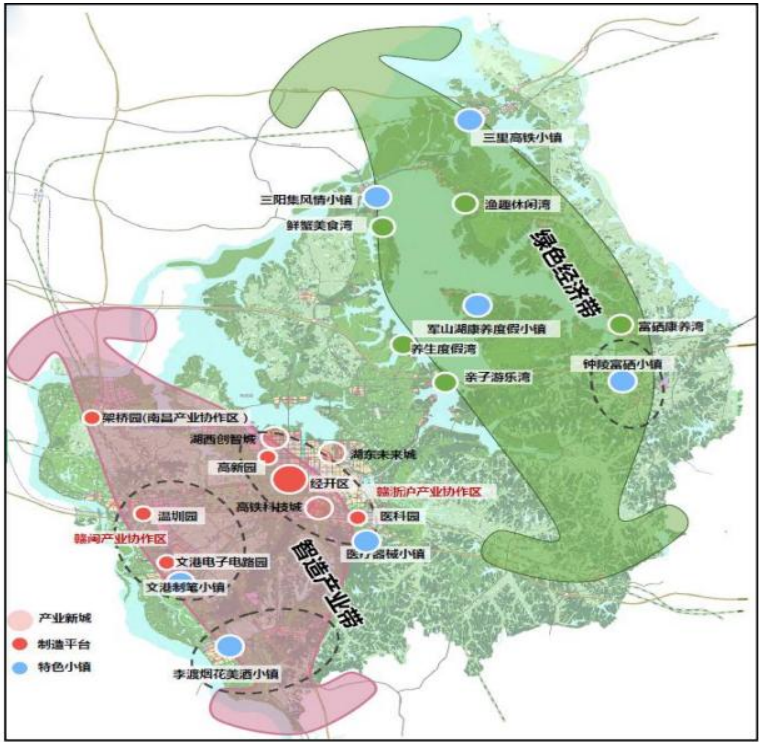 三里高铁小镇
三阳集风情小镇
渔趣休闲湾
鲜蟹美食湾
绿色经济带
军山湖康养度假小镇
富硒康养湾
养生度假湾
钟陵富硒小镇
亲子游乐湾
架桥园(南昌产业协作区)
湖西创智城
湖东未来城
高新园
经开区
赣浙沪产业协作区
高铁科技城
温圳园
医科园
赣闽产业协作区
医疗器械小镇
智造产业带
文港电子电路园
文港制笔小镇
产业新城
制造平台
特色小镇
李渡烟花美酒小镇